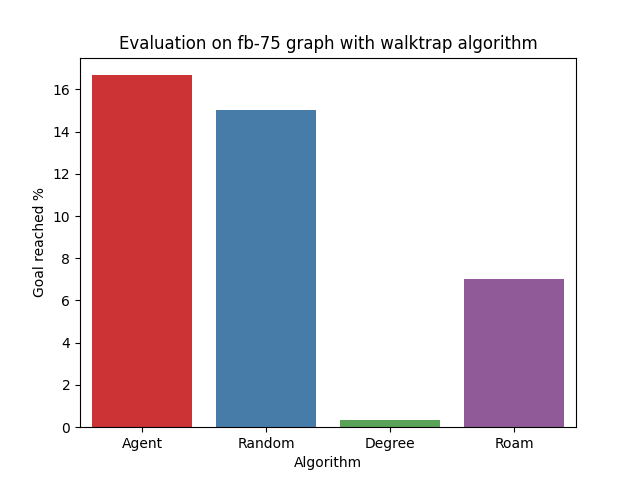 Evaluation on fb-75 graph with walktrap algorithm
16
14
12
10
8
6
4
2
0
Goal reached %
Agent Random Degree Roam
Algorithm